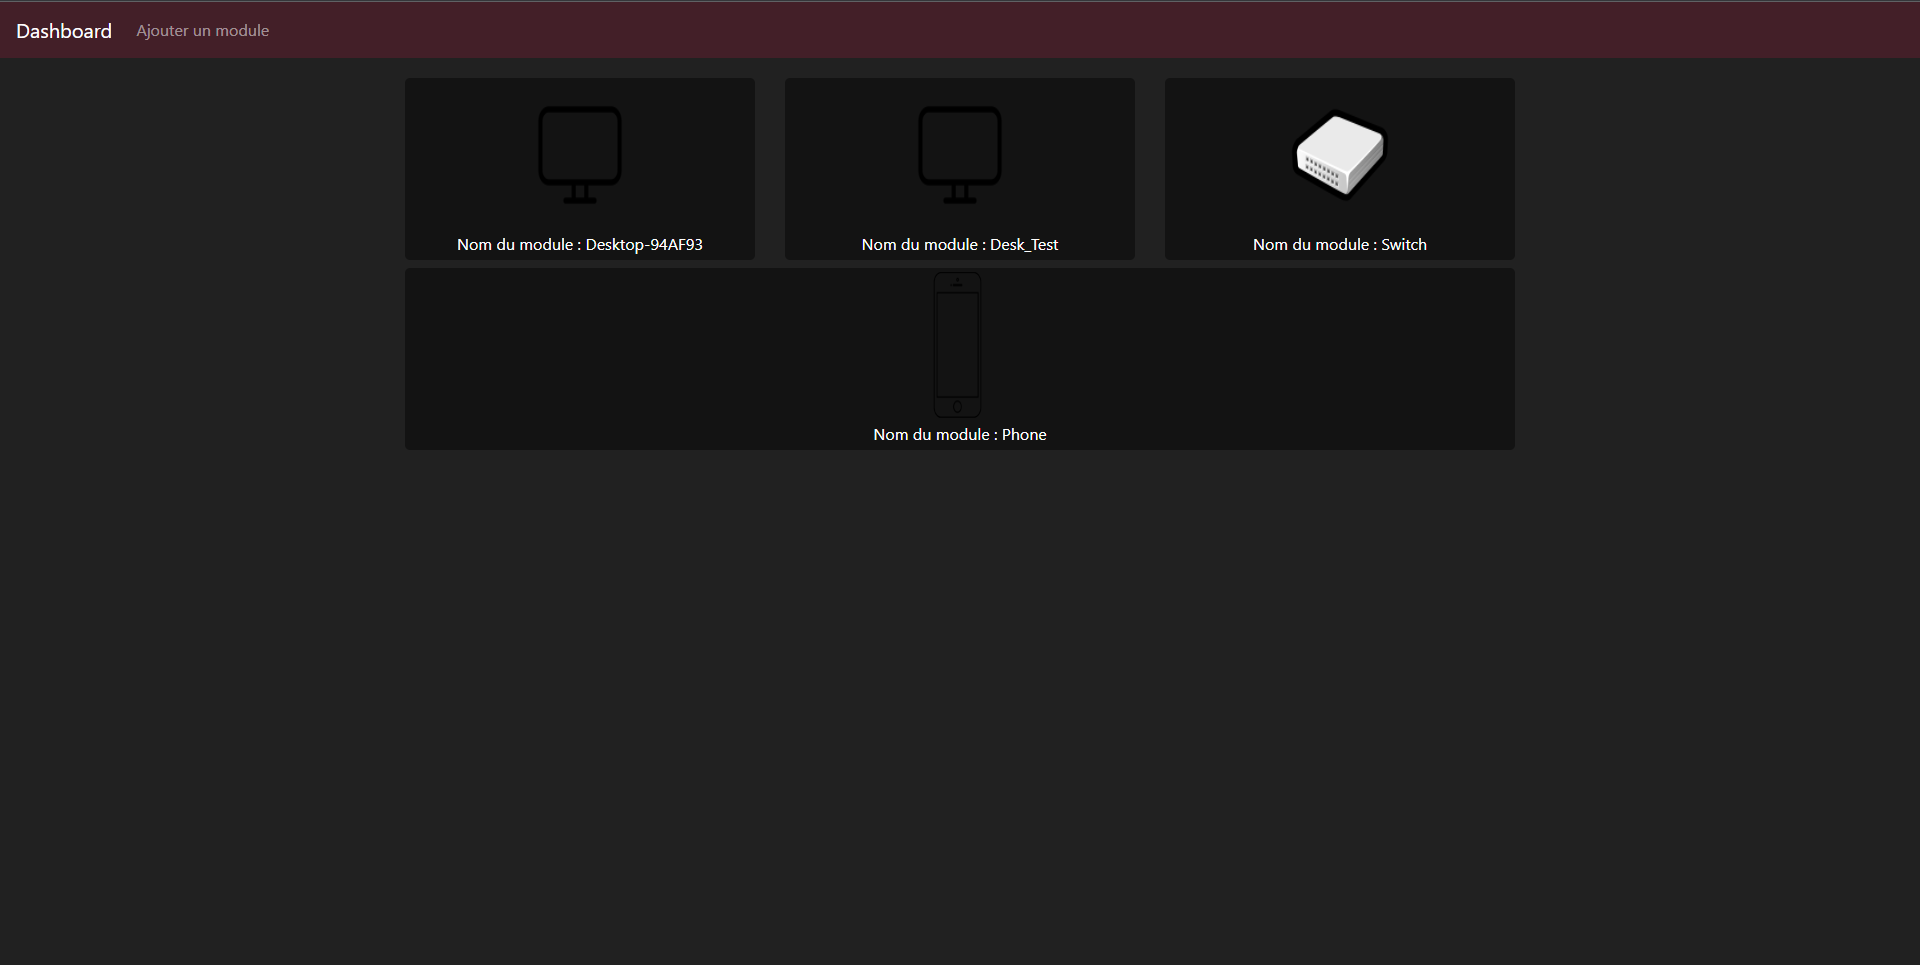 Dashboard Ajouter un module
Nom du module : Desktop-94AF93
Nom du module : Desk_Test
Nom du module : Switch
Nom du module : Phone